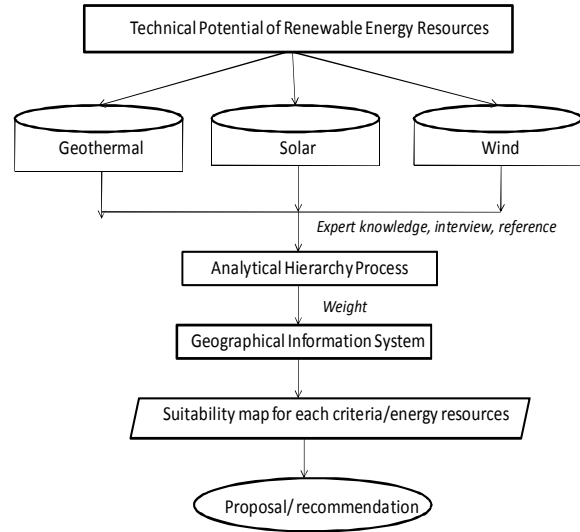 Technical Potential of Renewable Energy Resources
Geothermal
Solar
Wind
Expert knowledge, interview, reference
Analytical Hierarchy Process
Weight
Geographical Information System
Suitability map for each criteria/energy resources
Proposal/ recommendation